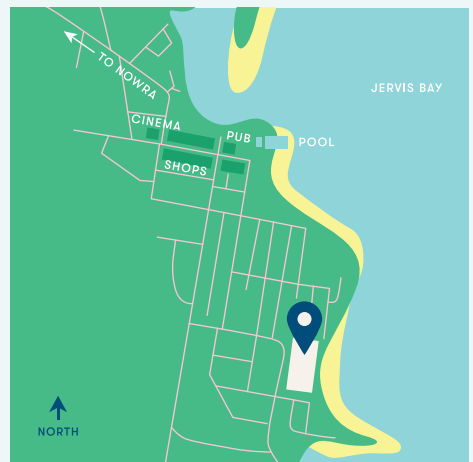 TO NOWRA
JERVIS BAY
CINEMA
PUB
POOL
SHOPS
NORTH